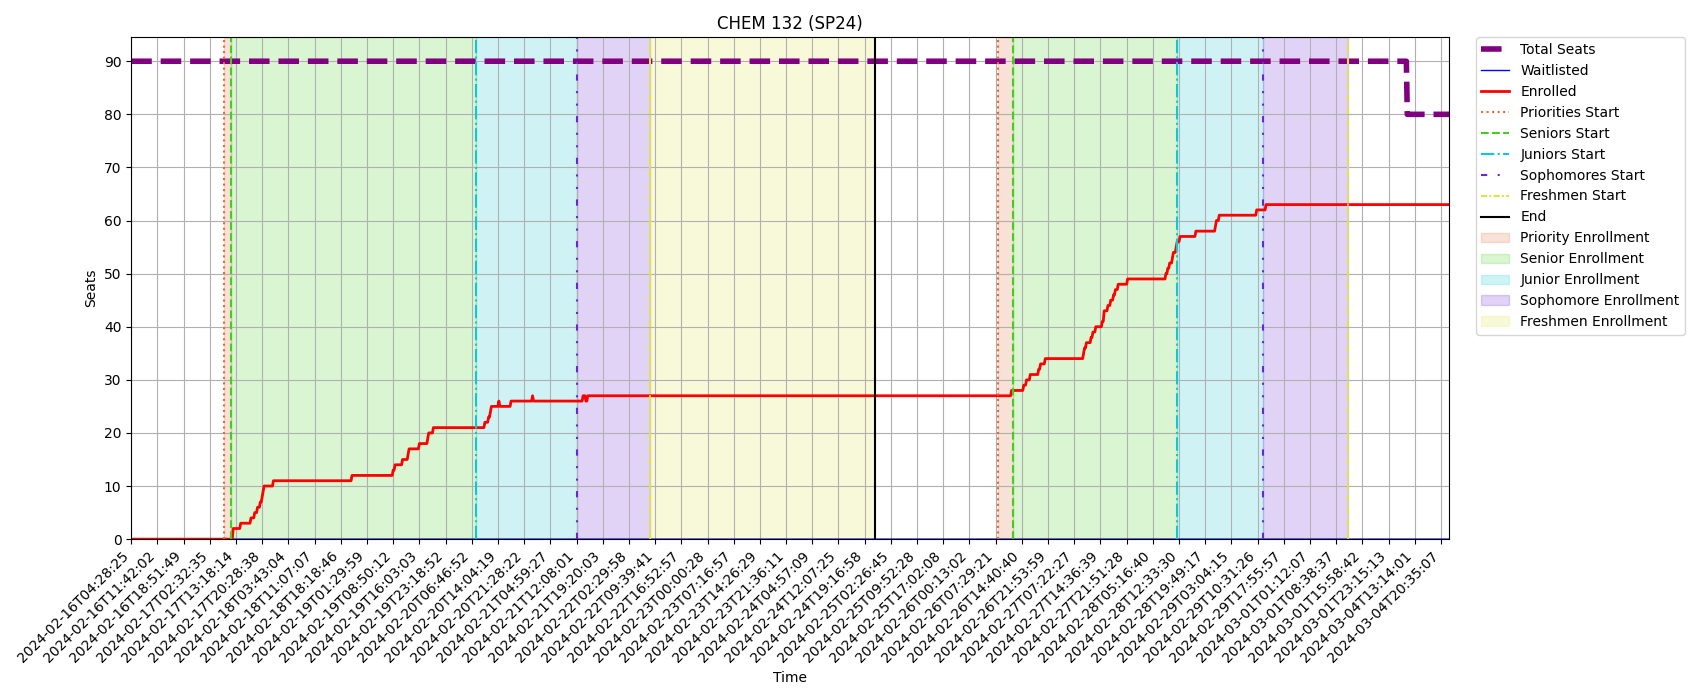 CHEM 132 (SP24)
Seats
90
80
70
60
50
40
30
20
10
0
2024-02-16T04:28:25
2024-02-16T11:42:02
2024-02-16T18:51:49
2024-02-17T02:32:35
2024-02-17T13:18:14
2024-02-17T20:28:38
2024-02-18T03:43:04
2024-02-18T11:07:07
2024-02-18T18:18:46
2024-02-19T01:29:59
2024-02-19T08:50:12
2024-02-19T16:03:03
2024-02-19T23:18:52
2024-02-20T06:46:52
2024-02-20T14:04:19
2024-02-20T21:28:22
2024-02-21T04:59:27
2024-02-21T12:08:01
2024-02-21T19:20:03
2024-02-22T02:29:58
2024-02-22T09:39:41
2024-02-22T16:52:57
2024-02-23T00:00:28
2024-02-23T07:16:57
2024-02-23T14:26:29
2024-02-23T21:36:11
2024-02-24T04:57:09
2024-02-24T12:07:25
2024-02-24T19:16:58
2024-02-25T02:26:45
2024-02-25T09:52:28
2024-02-25T17:02:08
2024-02-26T00:13:02
2024-02-26T07:29:21
2024-02-26T14:40:40
2024-02-26T21:53:59
2024-02-27T07:22:27
2024-02-27T14:36:39
2024-02-27T21:51:28
2024-02-28T05:16:40
2024-02-28T12:33:30
2024-02-28T19:49:17
2024-02-29T03:04:15
2024-02-29T10:31:26
2024-02-29T17:55:57
2024-03-01T01:12:07
2024-03-01T08:38:37
2024-03-01T15:58:42
2024-03-01T23:15:13
2024-03-04T13:14:01
2024-03-04T20:35:07
Time
Total Seats
Waitlisted
Enrolled
Priorities Start
Seniors Start
Juniors Start
Sophomores Start
Freshmen Start
End
Priority Enrollment
Senior Enrollment
Junior Enrollment
Sophomore Enrollment
Freshmen Enrollment